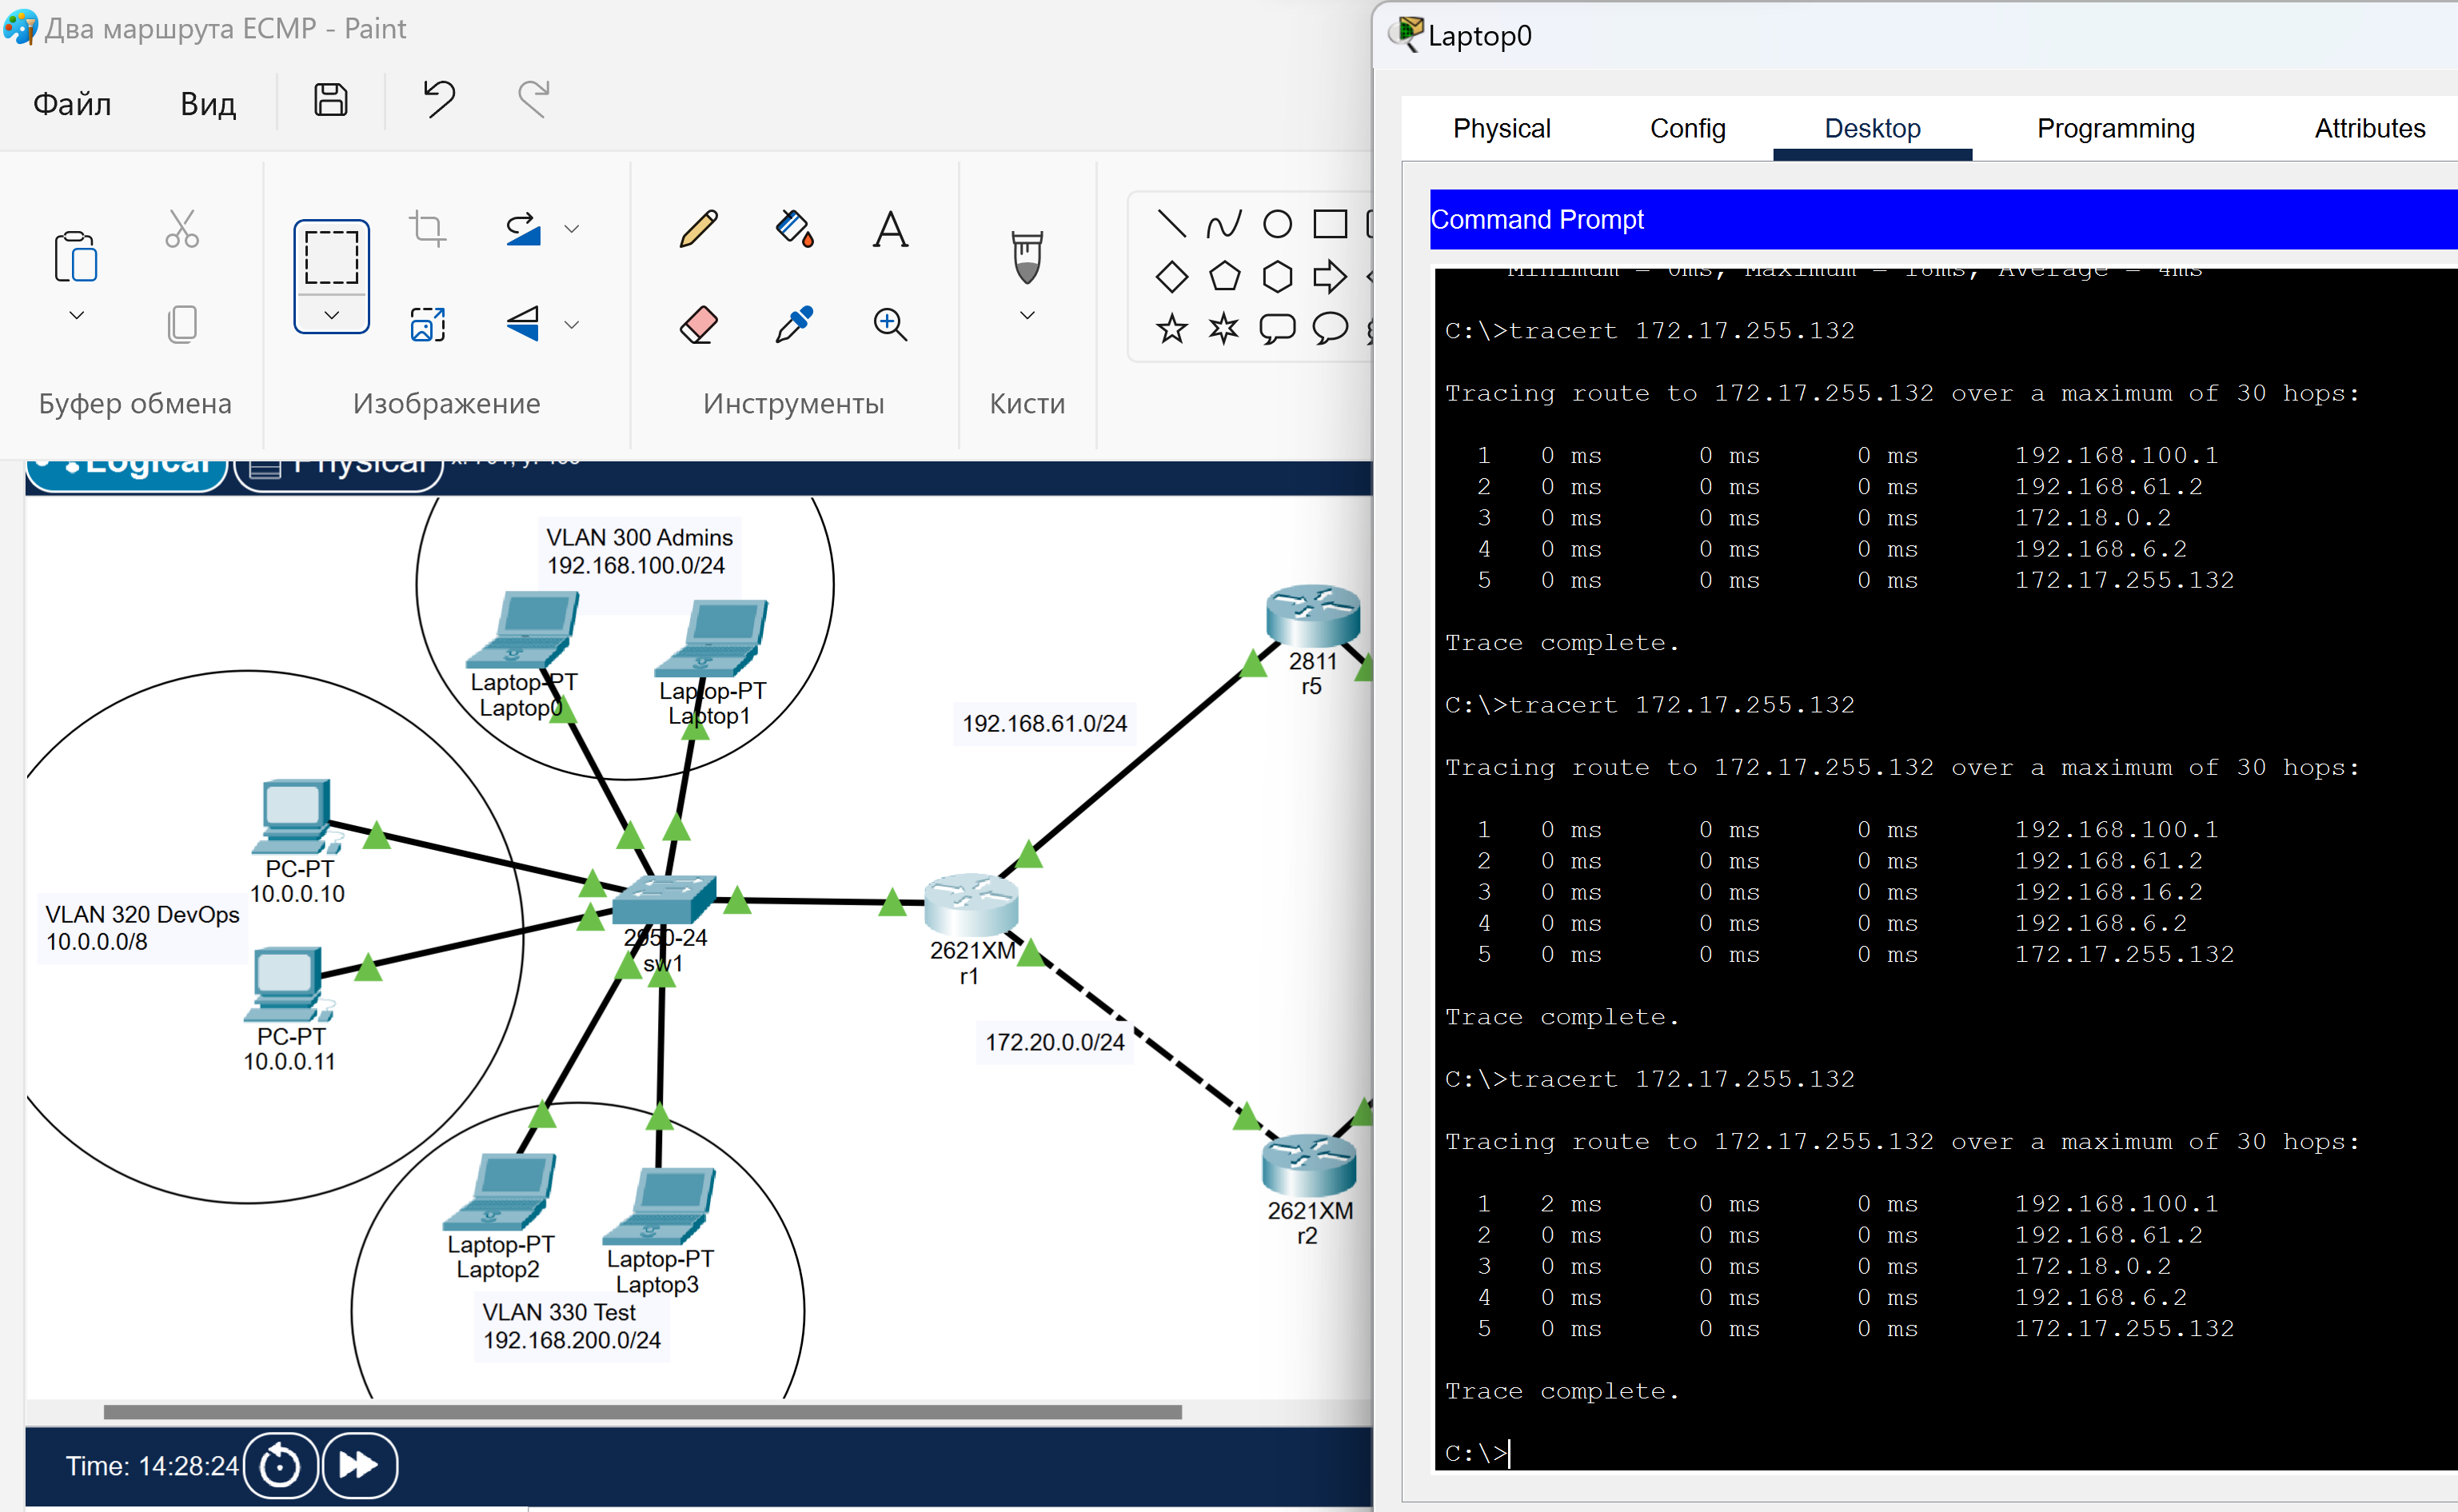 Два маршрута ECMP - Paint
Файл
Вид
Буфер обмена
Изображение
Инструменты
Кисти
Logical
Physical
VLAN 300 Admins
192.168.100.0/24
Laptop-PT
Laptop0
Laptop-PT
Laptop1
PC-PT
10.0.0.10
VLAN 320 DevOps
10.0.0.0/8
PC-PT
10.0.0.11
2950-24
sw1
192.168.61.0/24
2811
r5
2621XM
r1
172.20.0.0/24
2621XM
r2
Laptop-PT
Laptop2
Laptop-PT
Laptop3
VLAN 330 Test
192.168.200.0/24
Time: 14:28:24
Laptop0
Physical
Config
Desktop
Programming
Attributes
Command Prompt
Minimum = 0ms, Maximum = 16ms, Average = 4ms
C:\>tracert 172.17.255.132
Tracing route to 172.17.255.132 over a maximum of 30 hops:
1 0 ms 0 ms 0 ms 192.168.100.1
2 0 ms 0 ms 0 ms 192.168.61.2
3 0 ms 0 ms 0 ms 172.18.0.2
4 0 ms 0 ms 0 ms 192.168.6.2
5 0 ms 0 ms 0 ms 172.17.255.132
Trace complete.
C:\>tracert 172.17.255.132
Tracing route to 172.17.255.132 over a maximum of 30 hops:
1 0 ms 0 ms 0 ms 192.168.100.1
2 0 ms 0 ms 0 ms 192.168.61.2
3 0 ms 0 ms 0 ms 192.168.16.2
4 0 ms 0 ms 0 ms 192.168.6.2
5 0 ms 0 ms 0 ms 172.17.255.132
Trace complete.
C:\>tracert 172.17.255.132
Tracing route to 172.17.255.132 over a maximum of 30 hops:
1 2 ms 0 ms 0 ms 192.168.100.1
2 0 ms 0 ms 0 ms 192.168.61.2
3 0 ms 0 ms 0 ms 172.18.0.2
4 0 ms 0 ms 0 ms 192.168.6.2
5 0 ms 0 ms 0 ms 172.17.255.132
Trace complete.
C:\>